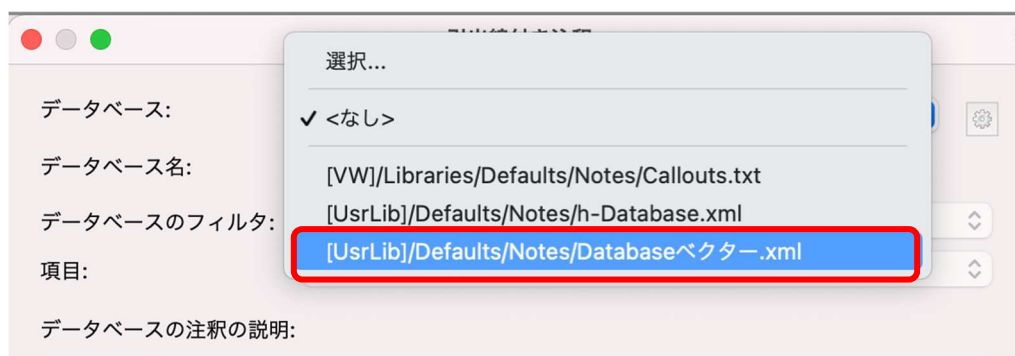 選択...
データベース:
✓ <なし>
データベース名:
[VW]/Libraries/Defaults/Notes/Callouts.txt
データベースのフィルタ:
[UsrLib]/Defaults/Notes/h-Database.xml
[UsrLib]/Defaults/Notes/Databaseベクター.xml
項目:
データベースの注釈の説明: